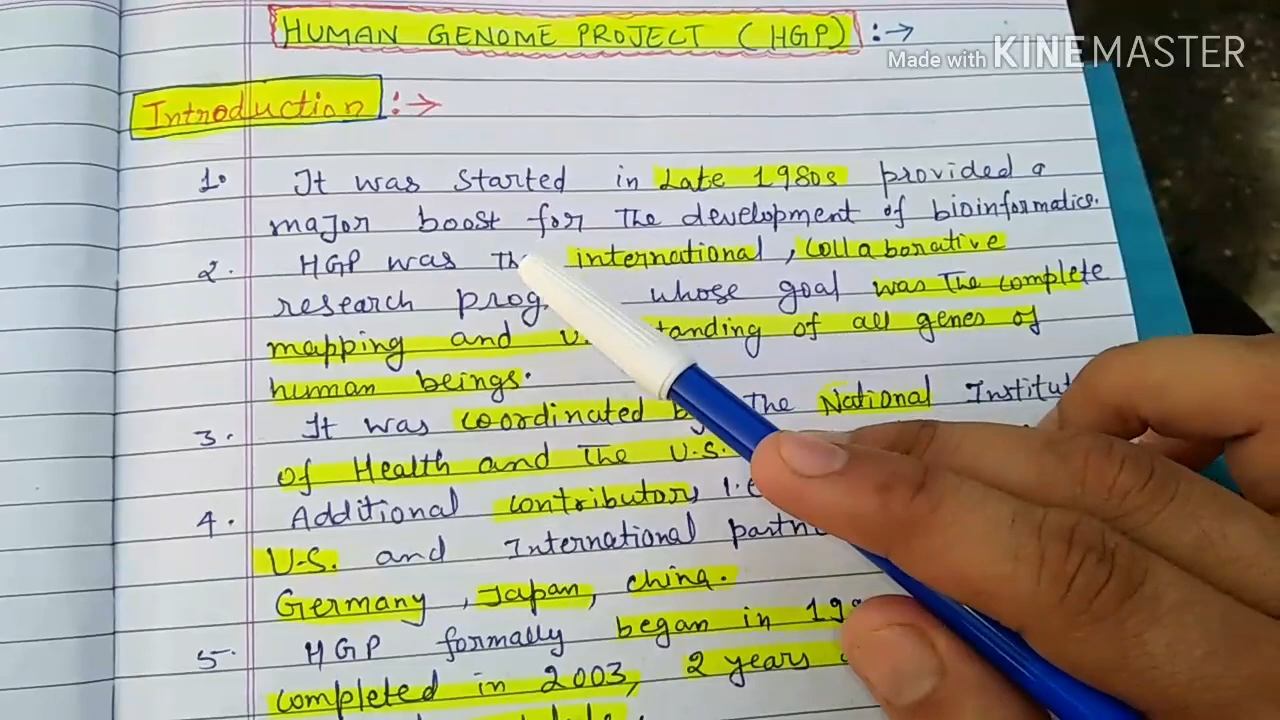 HUMAN GENOME PROJECT (HGP) :→
Made with KINEMASTER
Introduction :→
1. It was started in Late 1980s provided a
major boost for the development of bioinformatics.
2. HGP was the international, collaborative
research whose goal was the complete
mapping and of all genes of
human beings.
3. It was coordinated by the National
of Health and the U.S.
4. Additional contributors i.e
U.S. and International
Germany, Japan, China.
5. HGP formally began in
completed in 2003, 2 years